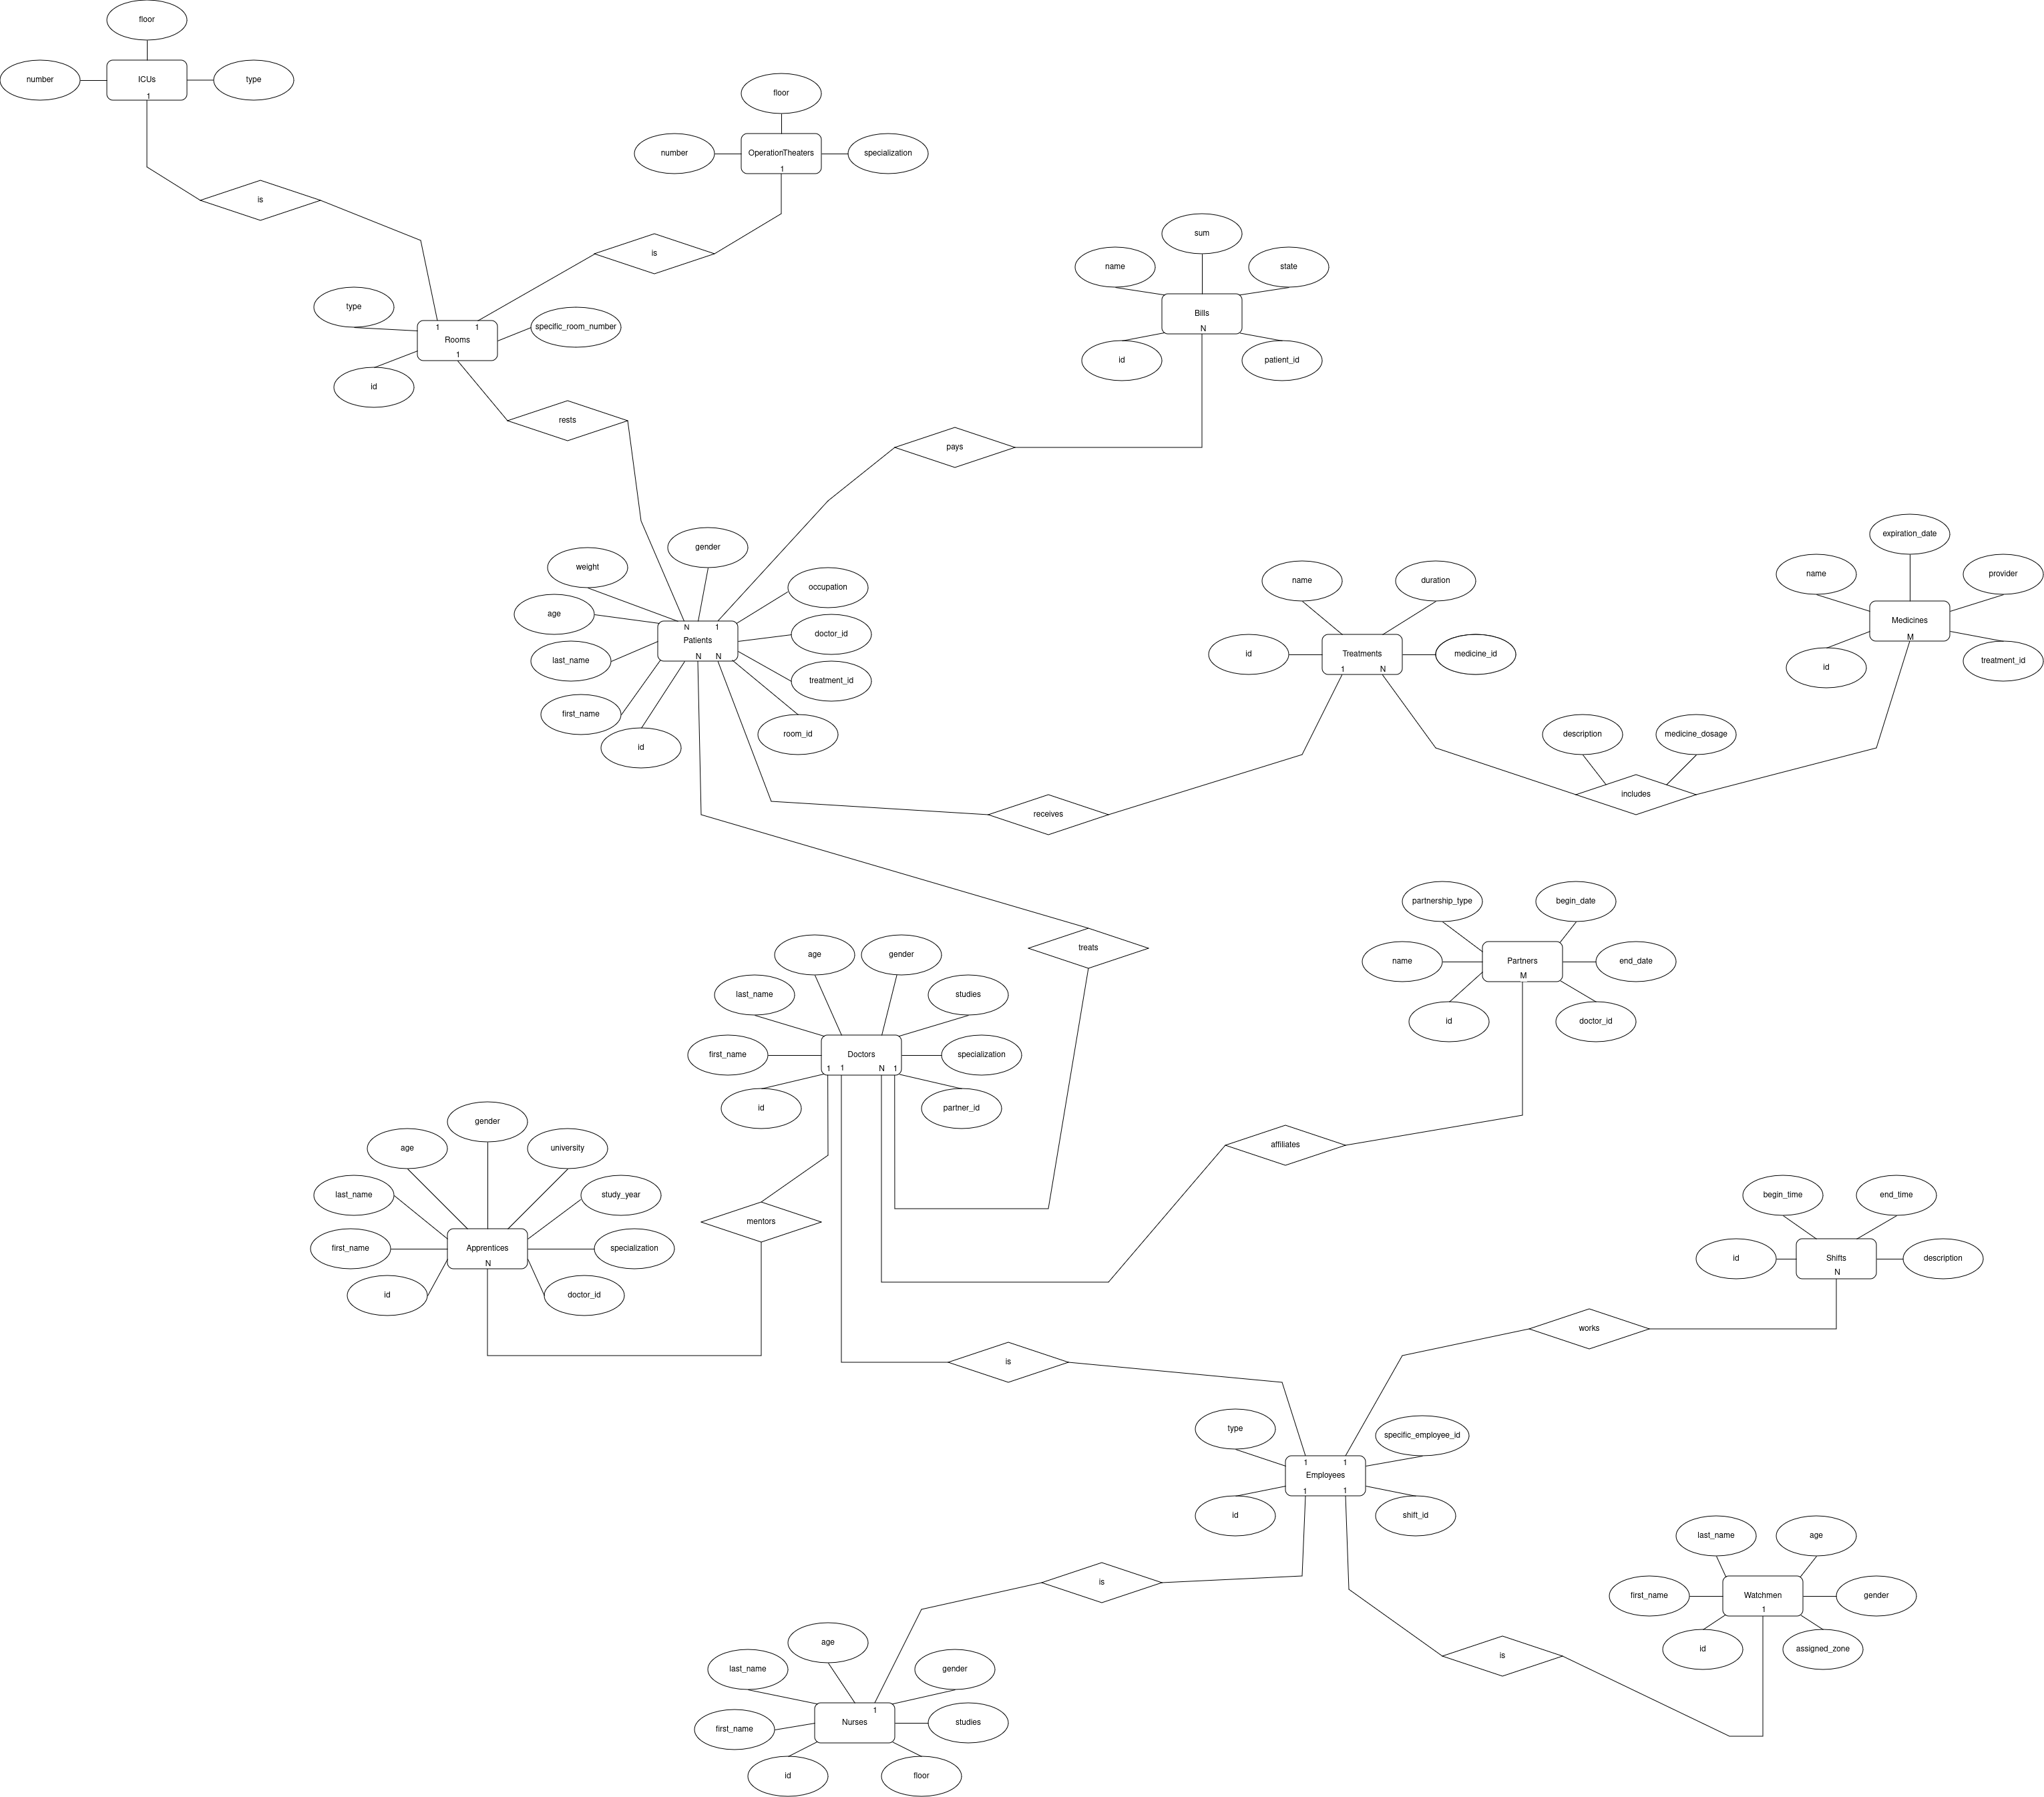 floor
number
ICUs
type
1
floor
number
OperationTheaters
specialization
1
is
is
sum
name
state
Bills
N
id
patient_id
type
specific_room_number
1
1
Rooms
1
id
rests
pays
gender
weight
occupation
age
N
1
doctor_id
Patients
last_name
N
N
treatment_id
first_name
room_id
id
name
duration
id
Treatments
medicine_id
1
N
expiration_date
name
provider
Medicines
M
id
treatment_id
description
medicine_dosage
includes
receives
treats
partnership_type
begin_date
name
Partners
end_date
M
id
doctor_id
age
gender
last_name
studies
first_name
Doctors
specialization
1
1
N
1
id
partner_id
affiliates
gender
age
university
last_name
study_year
first_name
Apprentices
specialization
N
id
doctor_id
mentors
begin_time
end_time
id
Shifts
description
N
works
is
type
specific_employee_id
1
1
Employees
1
1
id
shift_id
is
last_name
age
first_name
Watchmen
gender
1
id
assigned_zone
is
age
last_name
gender
1
first_name
Nurses
studies
id
floor